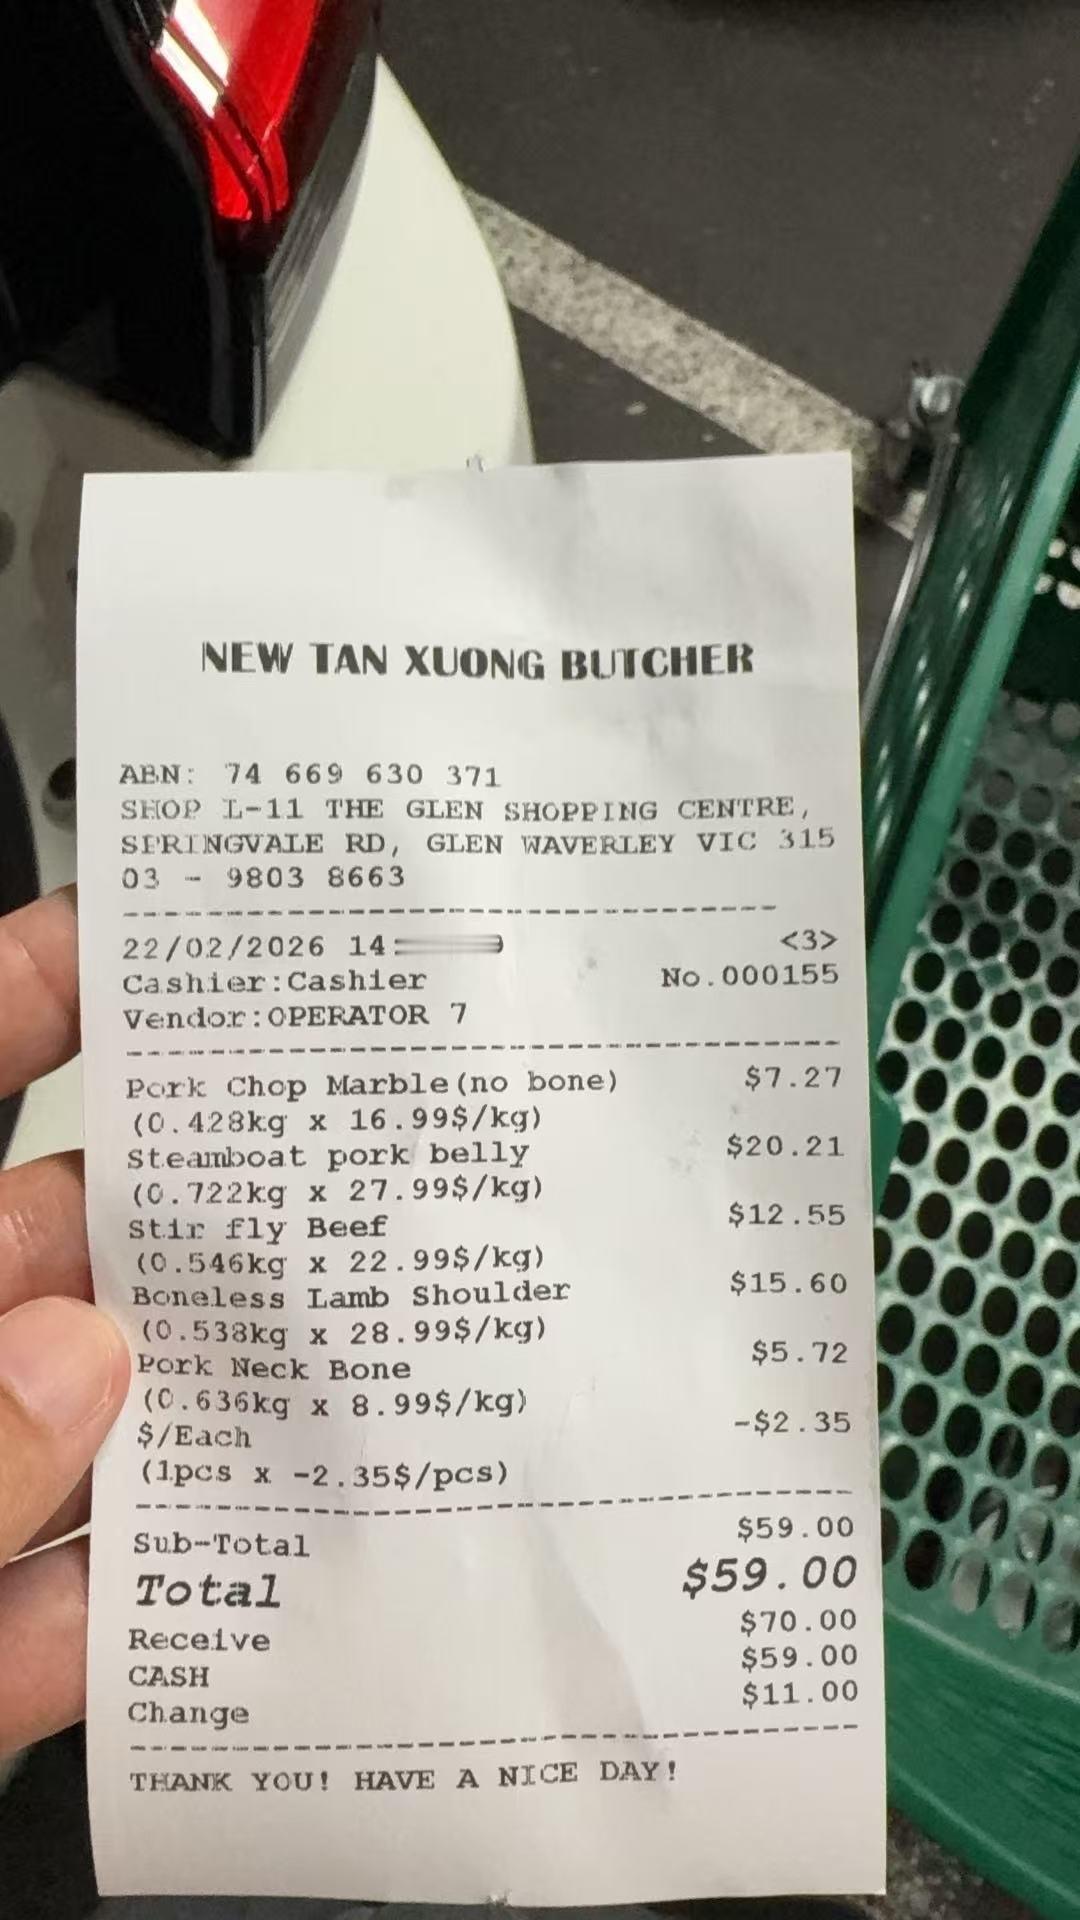 NEW TAN XUONG BUTCHER
ABN: 74 669 630 371
SHOP L-11 THE GLEN SHOPPING CENTRE,
SPRINGVALE RD, GLEN WAVERLEY VIC 315
03 - 9803 8663
22/02/2026 14: <3>
Cashier:Cashier No.000155
Vendor:OPERATOR 7
Pork Chop Marble(no bone) $7.27
(0.428kg x 16.99$/kg)
Steamboat pork belly $20.21
(0.722kg x 27.99$/kg)
Stir fly Beef $12.55
(0.546kg x 22.99$/kg)
Boneless Lamb Shoulder $15.60
(0.538kg x 28.99$/kg)
Pork Neck Bone $5.72
(0.636kg x 8.99$/kg)
$/Each -$2.35
(1pcs x -2.35$/pcs)
Sub-Total $59.00
Total $59.00
Receive $70.00
CASH $59.00
Change $11.00
THANK YOU! HAVE A NICE DAY!